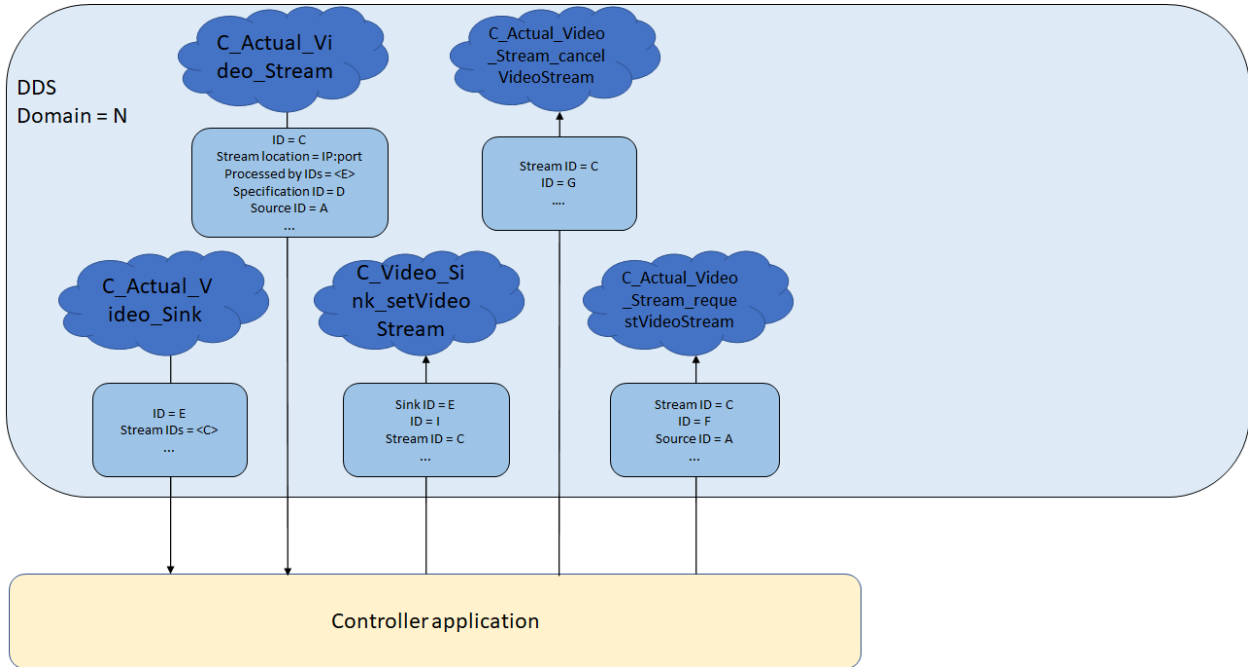 DDS
Domain = N
C_Actual_Vi
deo_Stream
ID = C
Stream location = IP:port
Processed by IDs = <E>
Specification ID = D
Source ID = A
...
C_Actual_Video
_Stream_cancel
VideoStream
Stream ID = C
ID = G
....
C_Actual_V
ideo_Sink
ID = E
Stream IDs = <C>
...
C_Video_Si
nk_setVideo
Stream
Sink ID = E
ID = I
Stream ID = C
...
C_Actual_Video
_Stream_reque
stVideoStream
Stream ID = C
ID = F
Source ID = A
...
Controller application